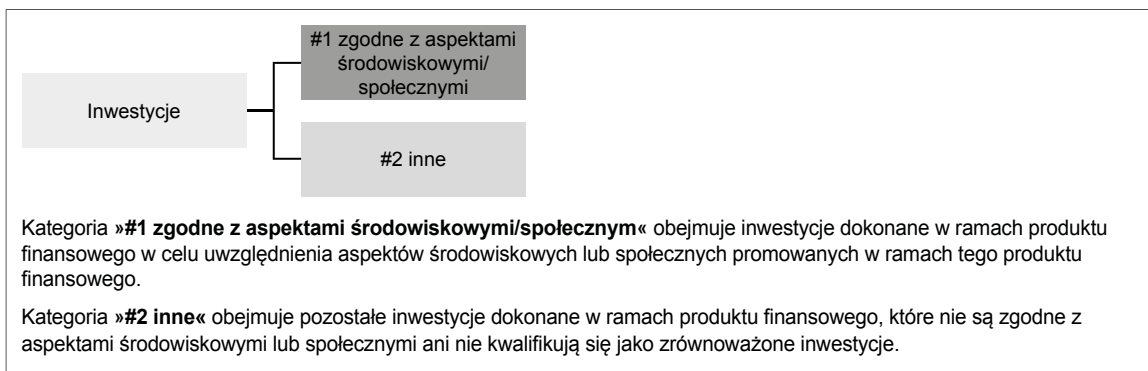 #1 zgodne z aspektami
środowiskowymi/
społecznymi
Inwestycje
#2 inne
Kategoria »#1 zgodne z aspektami środowiskowymi/społecznym« obejmuje inwestycje dokonane w ramach produktu
finansowego w celu uwzględnienia aspektów środowiskowych lub społecznych promowanych w ramach tego produktu
finansowego.
Kategoria »#2 inne« obejmuje pozostałe inwestycje dokonane w ramach produktu finansowego, które nie są zgodne z
aspektami środowiskowymi lub społecznymi ani nie kwalifikują się jako zrównoważone inwestycje.